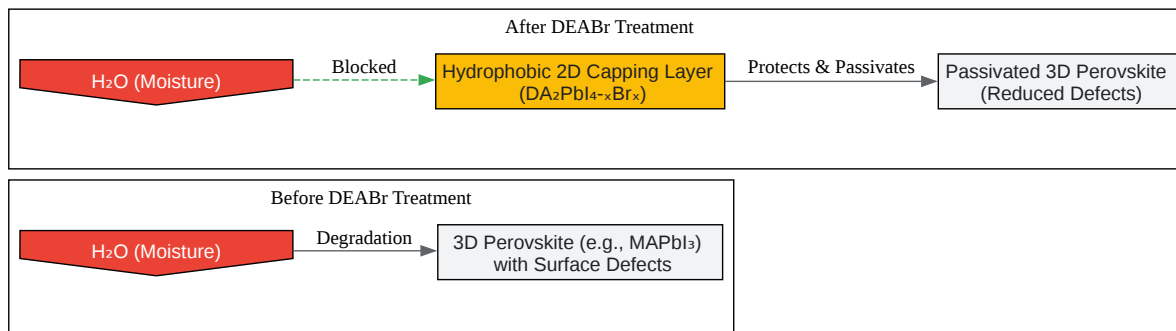 After DEABr Treatment
H₂O (Moisture)
Blocked
Hydrophobic 2D Capping Layer
(DA₂PbI₄-ₓBrₓ)
Protects & Passivates
Passivated 3D Perovskite
(Reduced Defects)
Before DEABr Treatment
H₂O (Moisture)
Degradation
3D Perovskite (e.g., MAPbI₃)
with Surface Defects